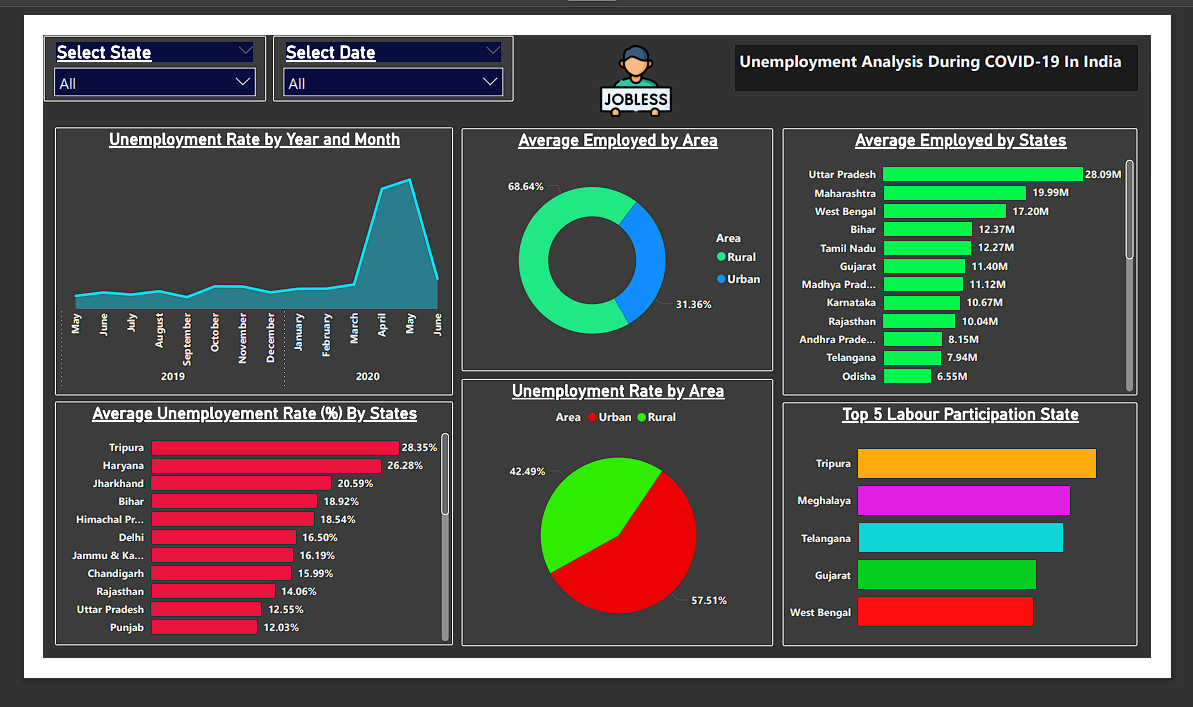 Select State
All
Select Date
All
JOBLESS
Unemployment Analysis During COVID-19 In India
Unemployment Rate by Year and Month
May
June
July
August
September
October
November
December
January
February
March
April
May
June
2019
2020
Average Employed by Area
68.64%
31.36%
Area
Rural
Urban
Average Employed by States
Uttar Pradesh 28.09M
Maharashtra 19.99M
West Bengal 17.20M
Bihar 12.37M
Tamil Nadu 12.27M
Gujarat 11.40M
Madhya Prad... 11.12M
Karnataka 10.67M
Rajasthan 10.04M
Andhra Prade... 8.15M
Telangana 7.94M
Odisha 6.55M
Average Unemployement Rate (%) By States
Tripura 28.35%
Haryana 26.28%
Jharkhand 20.59%
Bihar 18.92%
Himachal Pr... 18.54%
Delhi 16.50%
Jammu & Ka... 16.19%
Chandigarh 15.99%
Rajasthan 14.06%
Uttar Pradesh 12.55%
Punjab 12.03%
Unemployment Rate by Area
Area Urban Rural
42.49%
57.51%
Top 5 Labour Participation State
Tripura
Meghalaya
Telangana
Gujarat
West Bengal